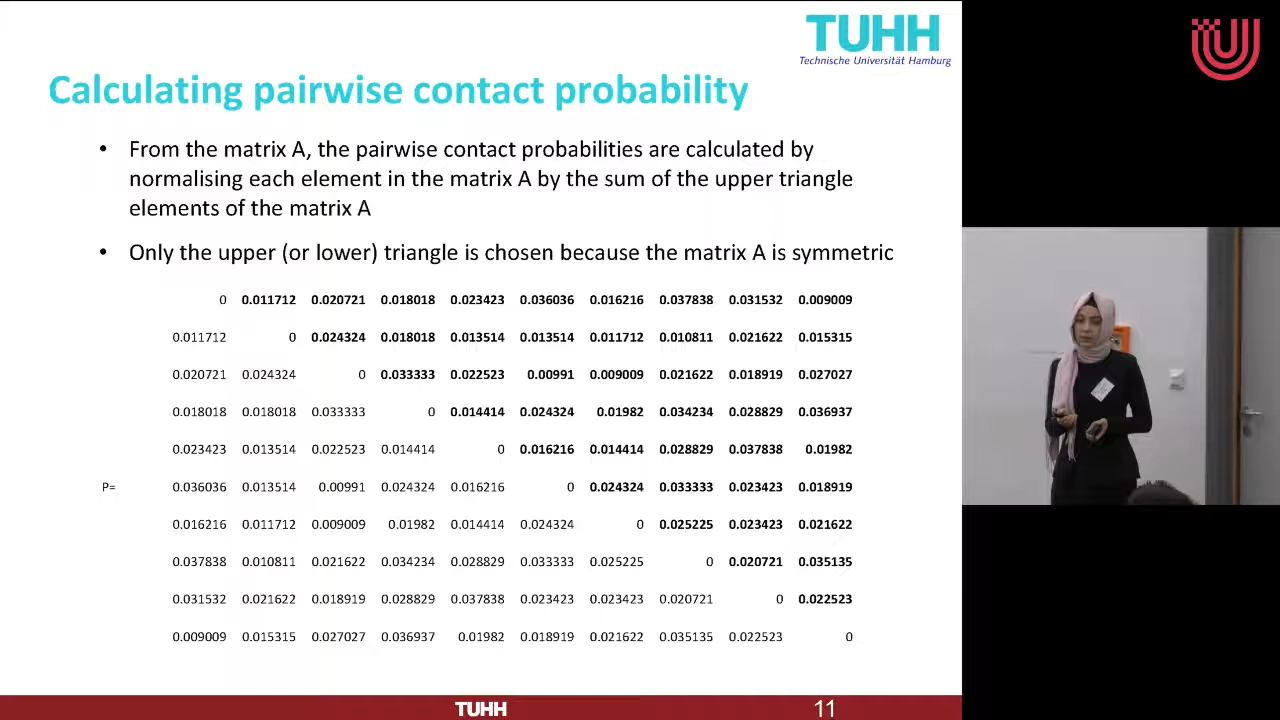 TUHH
Technische Universität Hamburg
Calculating pairwise contact probability
• From the matrix A, the pairwise contact probabilities are calculated by
normalising each element in the matrix A by the sum of the upper triangle
elements of the matrix A
• Only the upper (or lower) triangle is chosen because the matrix A is symmetric
0 0.011712 0.020721 0.018018 0.023423 0.036036 0.016216 0.037838 0.031532 0.009009
0.011712 0 0.024324 0.018018 0.013514 0.013514 0.011712 0.010811 0.021622 0.015315
0.020721 0.024324 0 0.033333 0.022523 0.00991 0.009009 0.021622 0.018919 0.027027
0.018018 0.018018 0.033333 0 0.014414 0.024324 0.01982 0.034234 0.028829 0.036937
0.023423 0.013514 0.022523 0.014414 0 0.016216 0.014414 0.028829 0.037838 0.01982
P= 0.036036 0.013514 0.00991 0.024324 0.016216 0 0.024324 0.033333 0.023423 0.018919
0.016216 0.011712 0.009009 0.01982 0.014414 0.024324 0 0.025225 0.023423 0.021622
0.037838 0.010811 0.021622 0.034234 0.028829 0.033333 0.025225 0 0.020721 0.035135
0.031532 0.021622 0.018919 0.028829 0.037838 0.023423 0.023423 0.020721 0 0.022523
0.009009 0.015315 0.027027 0.036937 0.01982 0.018919 0.021622 0.035135 0.022523 0
TUHH
11